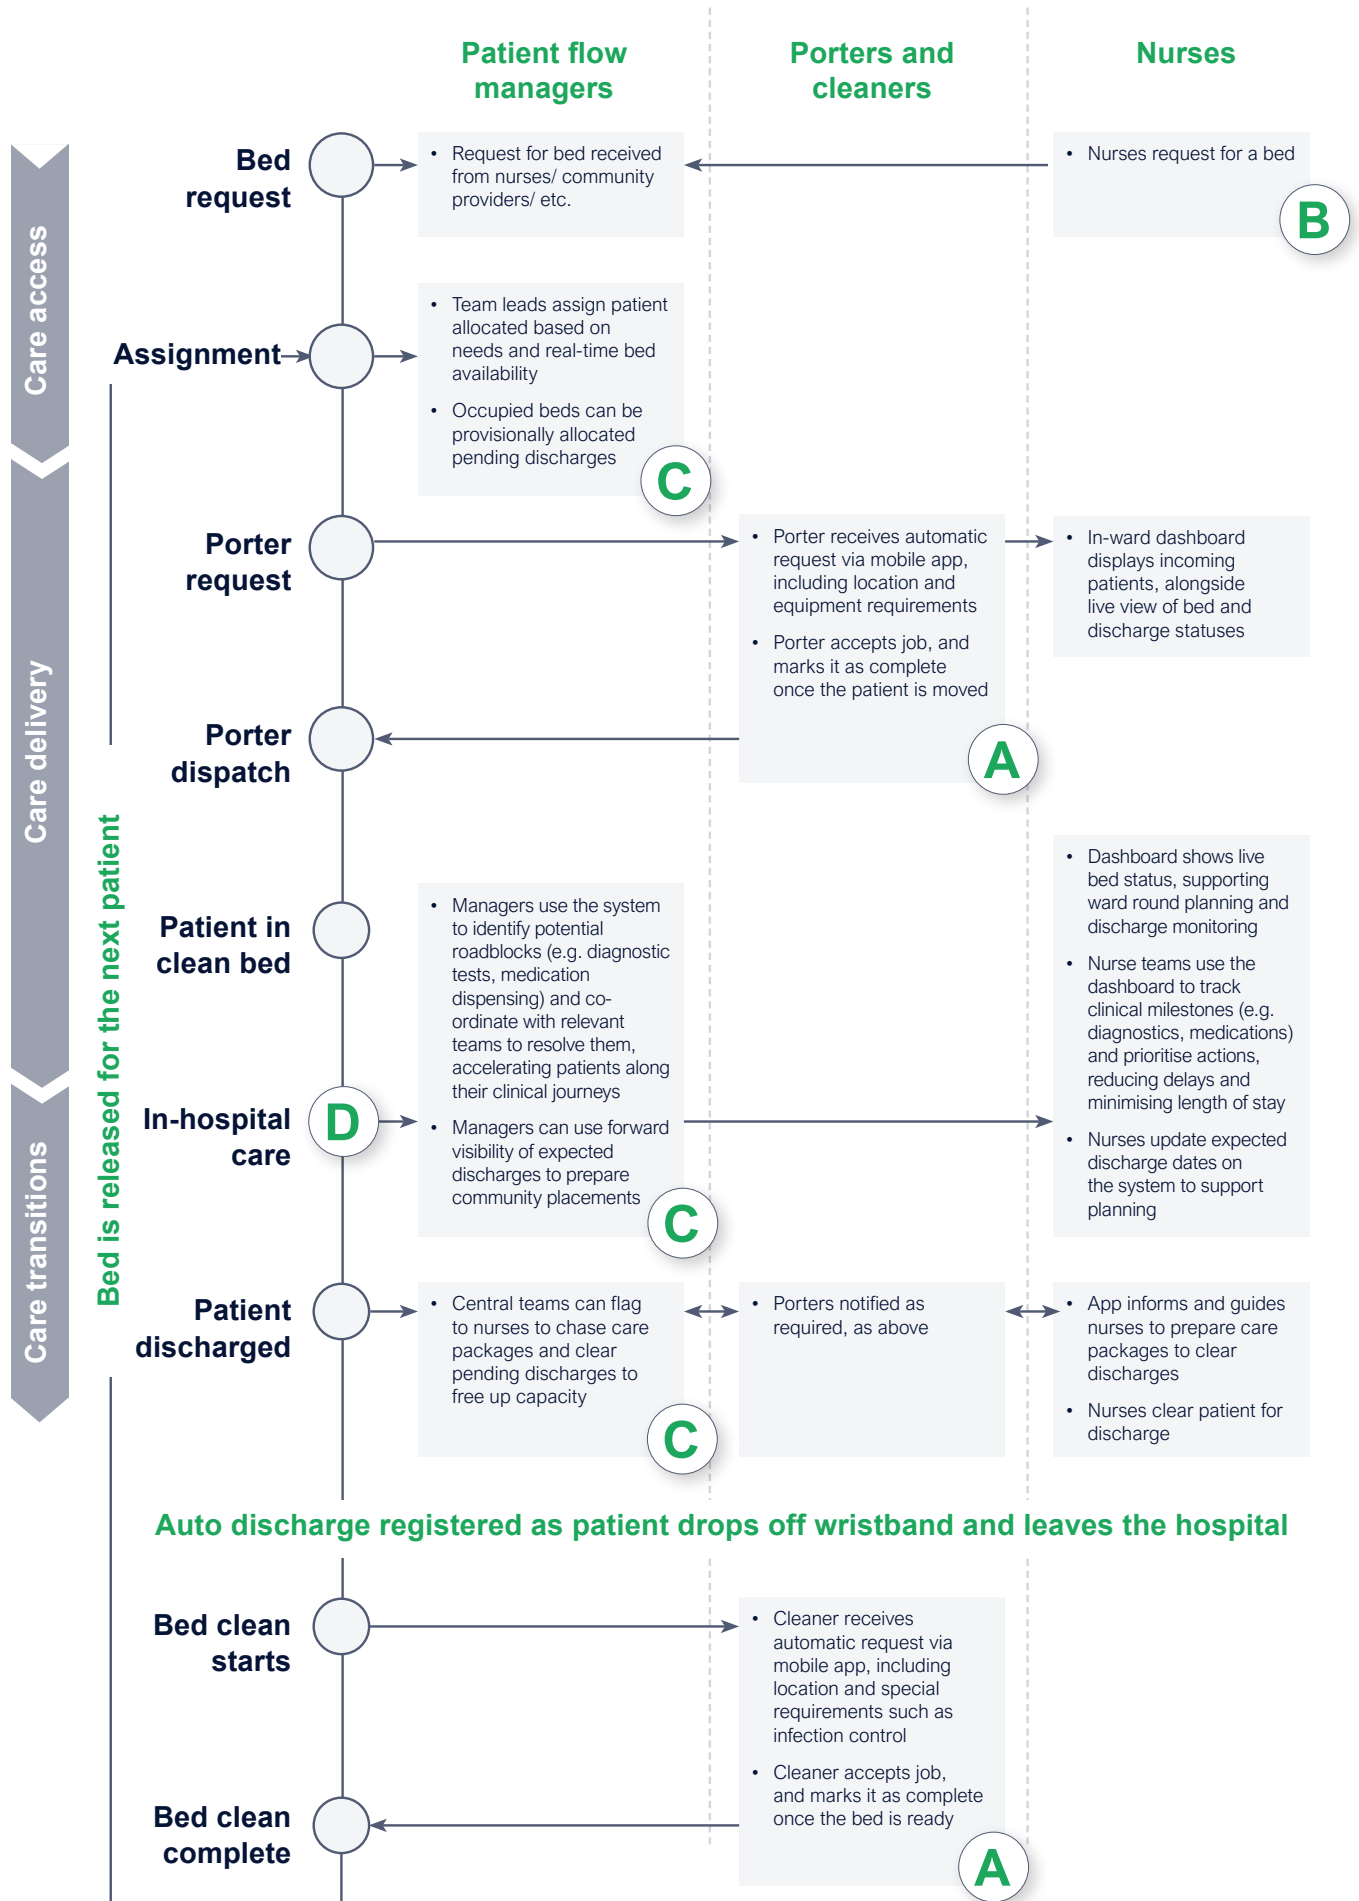 Patient flow
managers
Porters and
cleaners
Nurses
Care access
Care delivery
Care transitions
Bed is released for the next patient
Bed
request
• Request for bed received
from nurses/ community
providers/ etc.
• Nurses request for a bed
B
Assignment
• Team leads assign patient
allocated based on
needs and real-time bed
availability
• Occupied beds can be
provisionally allocated
pending discharges
C
Porter
request
• Porter receives automatic
request via mobile app,
including location and
equipment requirements
• Porter accepts job, and
marks it as complete
once the patient is moved
A
• In-ward dashboard
displays incoming
patients, alongside
live view of bed and
discharge statuses
Porter
dispatch
Patient in
clean bed
In-hospital
care
D
• Managers use the system
to identify potential
roadblocks (e.g. diagnostic
tests, medication
dispensing) and co-
ordinate with relevant
teams to resolve them,
accelerating patients along
their clinical journeys
• Managers can use forward
visibility of expected
discharges to prepare
community placements
C
• Dashboard shows live
bed status, supporting
ward round planning and
discharge monitoring
• Nurse teams use the
dashboard to track
clinical milestones (e.g.
diagnostics, medications)
and prioritise actions,
reducing delays and
minimising length of stay
• Nurses update expected
discharge dates on
the system to support
planning
Patient
discharged
• Central teams can flag
to nurses to chase care
packages and clear
pending discharges to
free up capacity
C
• Porters notified as
required, as above
• App informs and guides
nurses to prepare care
packages to clear
discharges
• Nurses clear patient for
discharge
Auto discharge registered as patient drops off wristband and leaves the hospital
Bed clean
starts
• Cleaner receives
automatic request via
mobile app, including
location and special
requirements such as
infection control
• Cleaner accepts job,
and marks it as complete
once the bed is ready
A
Bed clean
complete